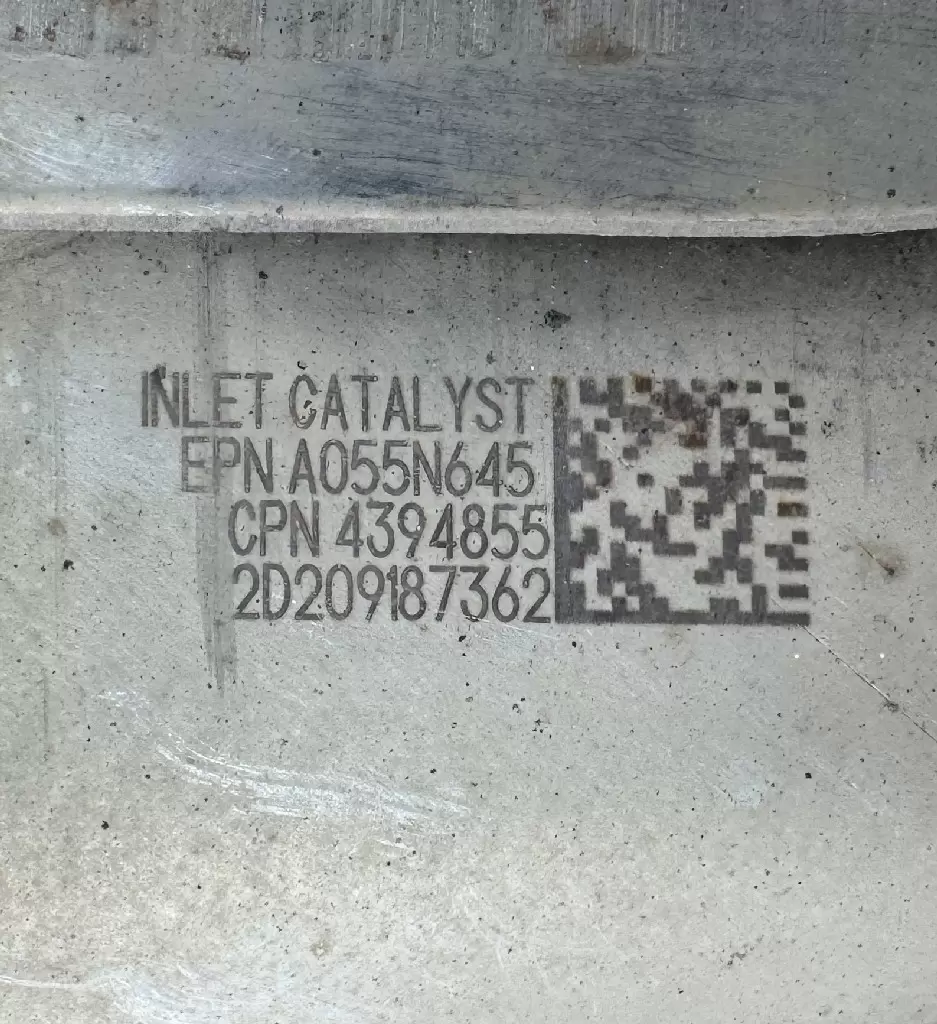 INLET CATALYST
EPN A055N645
CPN 4394855
2D209187362